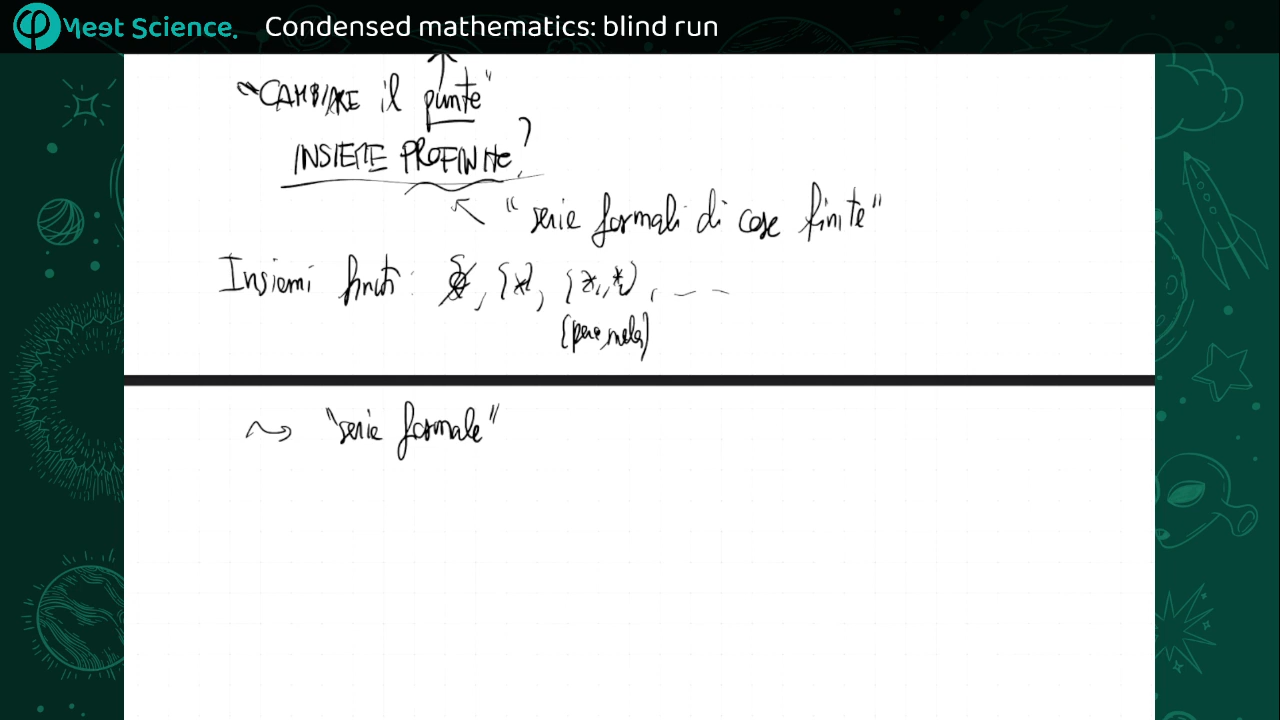 Meet Science.
Condensed mathematics: blind run
"CAMBIARE il punto"
INSIEME PROFINITO?
"serie formali di cose finite"
Insiemi finiti: ∅, {*}, {*, *}, ...
{pera, mela}
⇝ "serie formale"